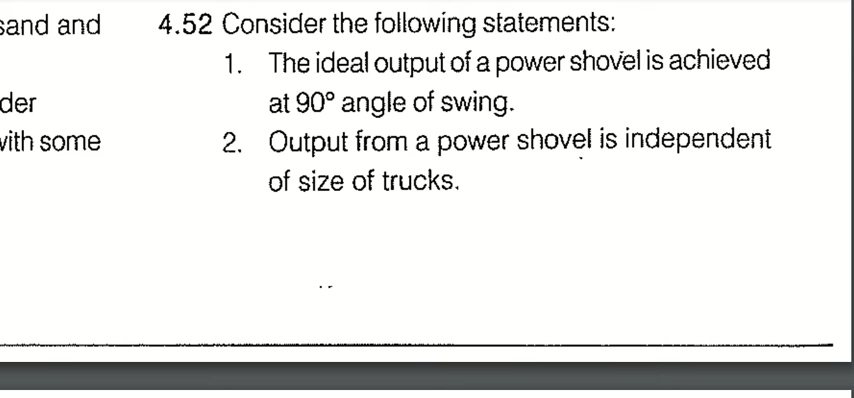 sand and
4.52 Consider the following statements:
1. The ideal output of a power shovel is achieved
der
at 90° angle of swing.
with some
2. Output from a power shovel is independent
of size of trucks.